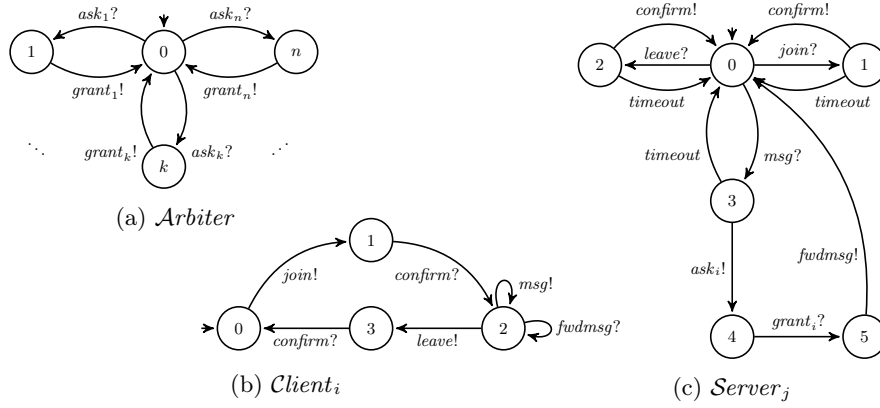 ask₁?
askₙ?
1
0
n
grant₁!
grantₙ!
grantₖ!
askₖ?
k
(a) Arbiter
1
join!
confirm?
msg!
0
3
2
fwdmsg?
confirm?
leave!
(b) Clientᵢ
confirm!
confirm!
2
leave?
0
join?
1
timeout
timeout
timeout
msg?
3
askᵢ!
fwdmsg!
4
grantᵢ?
5
(c) Serverⱼ